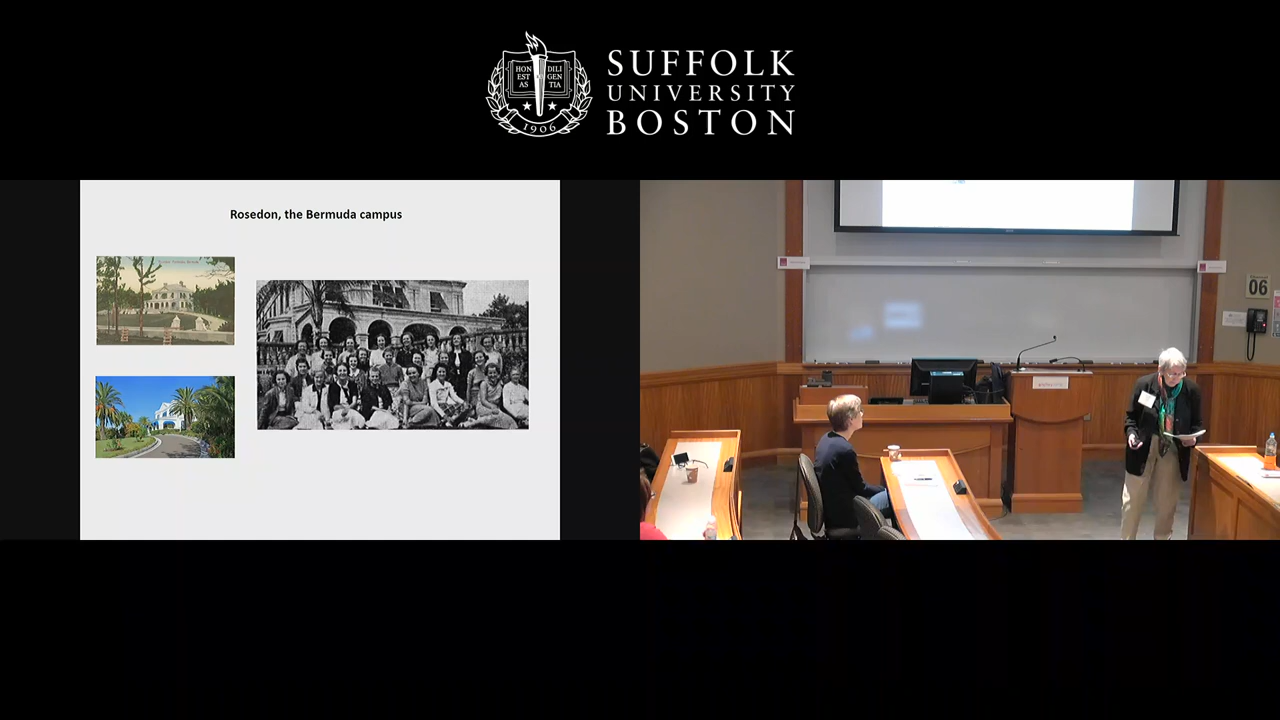 SUFFOLK
UNIVERSITY
BOSTON
HON
EST
AS
DILI
GEN
TIA
1906
Rosedon, the Bermuda campus
06